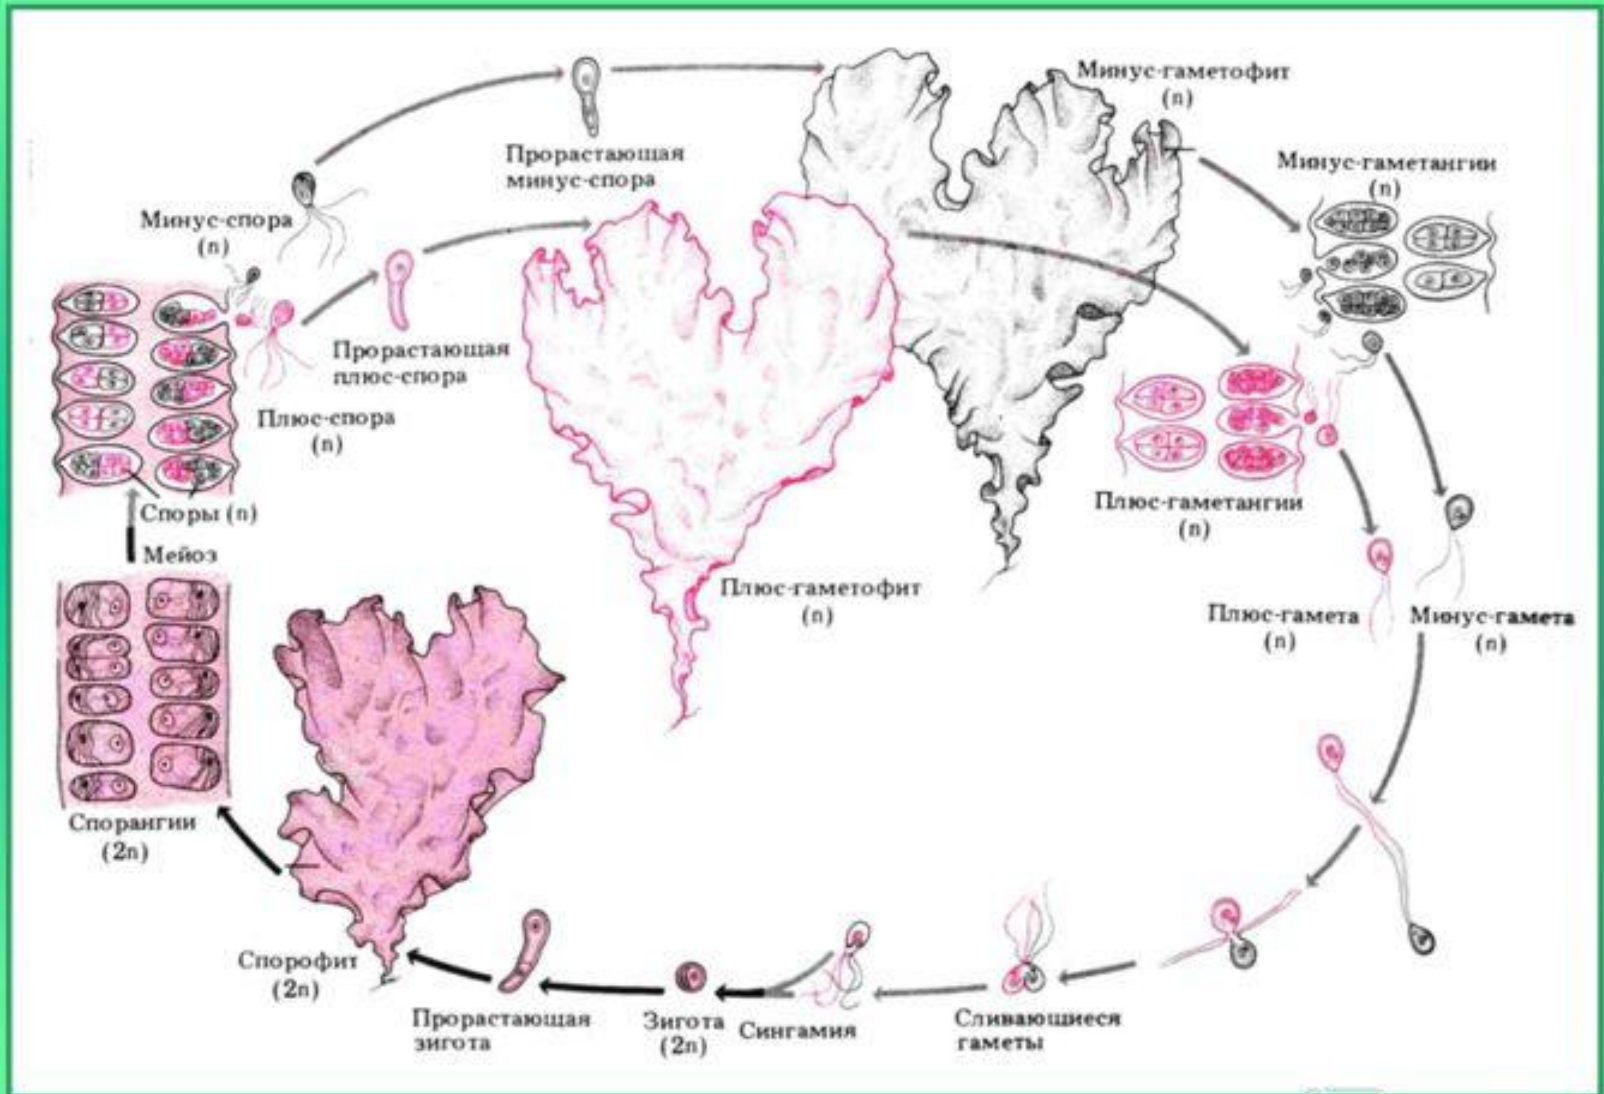 Минус-гаметофит
(n)
Прорастающая
минус-спора
Минус-гаметангии
(n)
Минус-спора
(n)
Прорастающая
плюс-спора
Плюс-спора
(n)
Споры (n)
Мейоз
Плюс-гаметангии
(n)
Плюс-гаметофит
(n)
Плюс-гамета
(n)
Минус-гамета
(n)
Спорангии
(2n)
Спорофит
(2n)
Прорастающая
зигота
Зигота
(2n)
Сингамия
Сливающиеся
гаметы